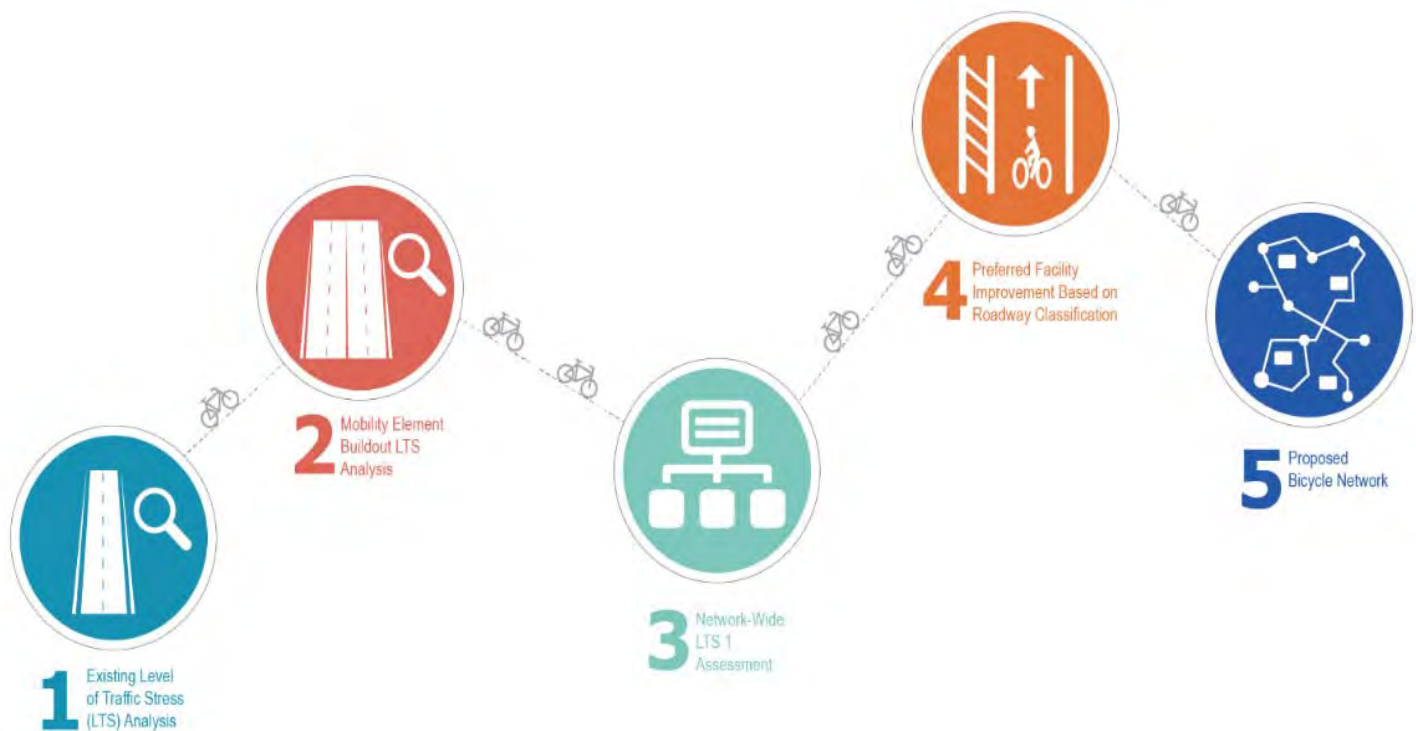 1
Existing Level
of Traffic Stress
(LTS) Analysis
2
Mobility Element
Buildout LTS
Analysis
3
Network-Wide
LTS 1
Assessment
4
Preferred Facility
Improvement Based on
Roadway Classification
5
Proposed
Bicycle Network